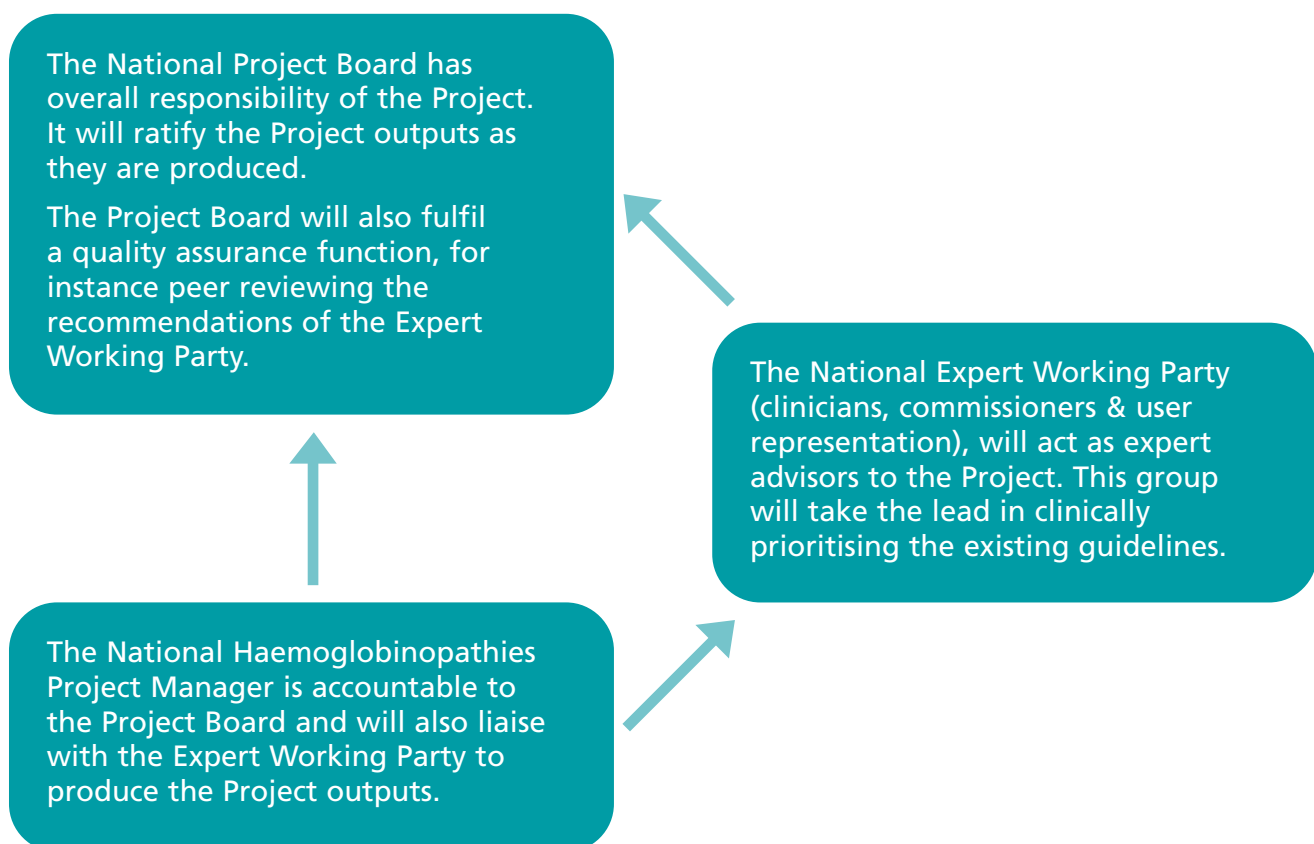 The National Project Board has
overall responsibility of the Project.
It will ratify the Project outputs as
they are produced.
The Project Board will also fulfil
a quality assurance function, for
instance peer reviewing the
recommendations of the Expert
Working Party.
The National Expert Working Party
(clinicians, commissioners & user
representation), will act as expert
advisors to the Project. This group
will take the lead in clinically
prioritising the existing guidelines.
The National Haemoglobinopathies
Project Manager is accountable to
the Project Board and will also liaise
with the Expert Working Party to
produce the Project outputs.